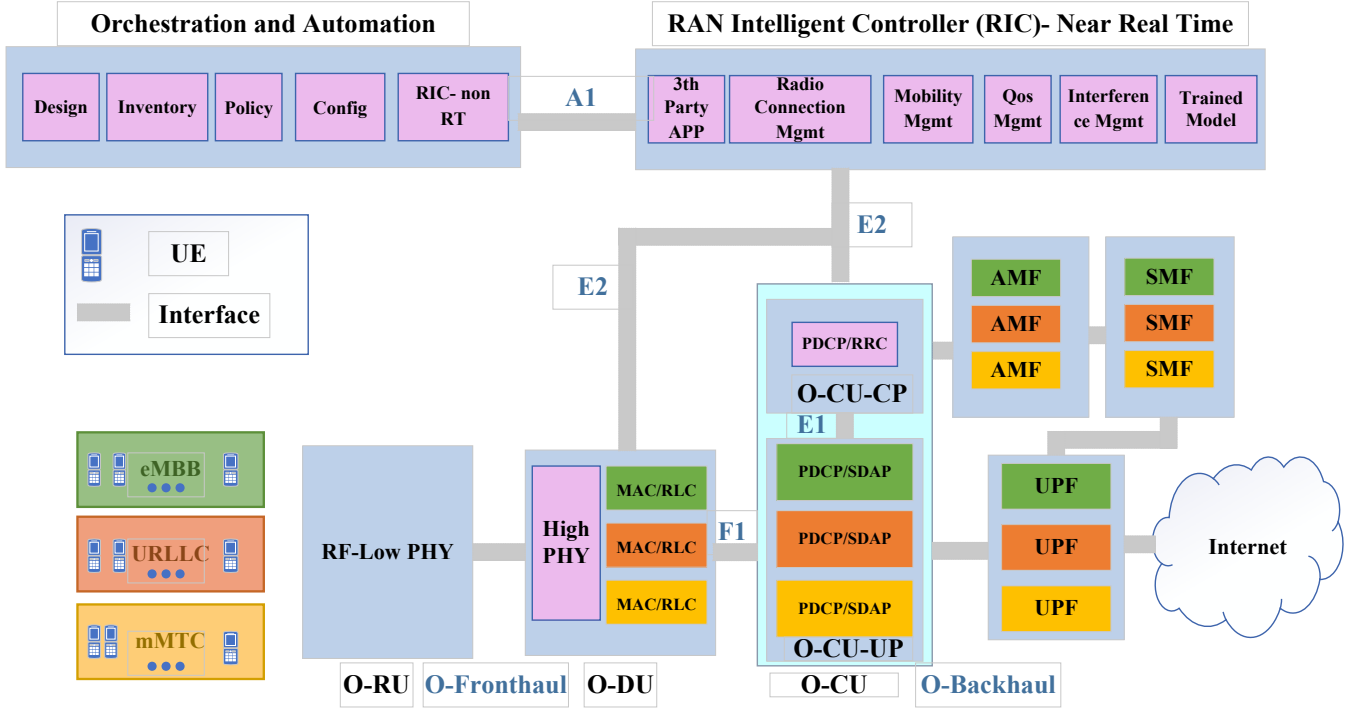 Orchestration and Automation
RAN Intelligent Controller (RIC)- Near Real Time
Design
Inventory
Policy
Config
RIC- non
RT
A1
3th
Party
APP
Radio
Connection
Mgmt
Mobility
Mgmt
Qos
Mgmt
Interferen
ce Mgmt
Trained
Model
UE
Interface
E2
E2
AMF
AMF
AMF
SMF
SMF
SMF
PDCP/RRC
O-CU-CP
E1
eMBB
URLLC
mMTC
RF-Low PHY
High
PHY
MAC/RLC
MAC/RLC
MAC/RLC
F1
PDCP/SDAP
PDCP/SDAP
PDCP/SDAP
O-CU-UP
UPF
UPF
UPF
Internet
O-RU
O-Fronthaul
O-DU
O-CU
O-Backhaul